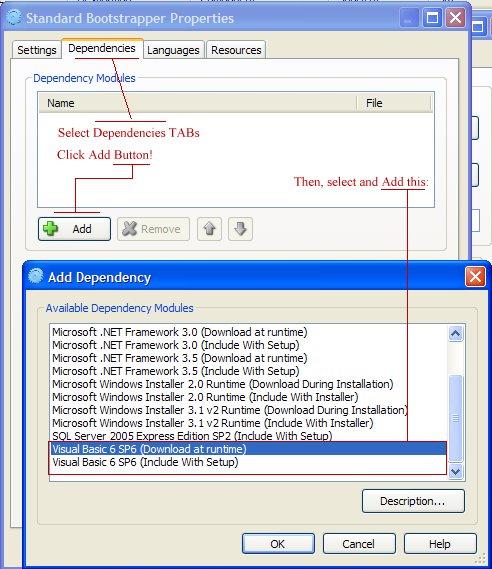 Standard Bootstrapper Properties
Settings Dependencies Languages Resources
Dependency Modules
Name File
Select Dependencies TABs
Click Add Button!
Then, select and Add this:
Add Remove
Add Dependency
Available Dependency Modules
Microsoft .NET Framework 3.0 (Download at runtime)
Microsoft .NET Framework 3.0 (Include With Setup)
Microsoft .NET Framework 3.5 (Download at runtime)
Microsoft .NET Framework 3.5 (Include With Setup)
Microsoft Windows Installer 2.0 Runtime (Download During Installation)
Microsoft Windows Installer 2.0 Runtime (Include With Installer)
Microsoft Windows Installer 3.1 v2 Runtime (Download During Installation)
Microsoft Windows Installer 3.1 v2 Runtime (Include With Installer)
SQL Server 2005 Express Edition SP2 (Include With Setup)
Visual Basic 6 SP6 (Download at runtime)
Visual Basic 6 SP6 (Include With Setup)
Description...
OK Cancel Help